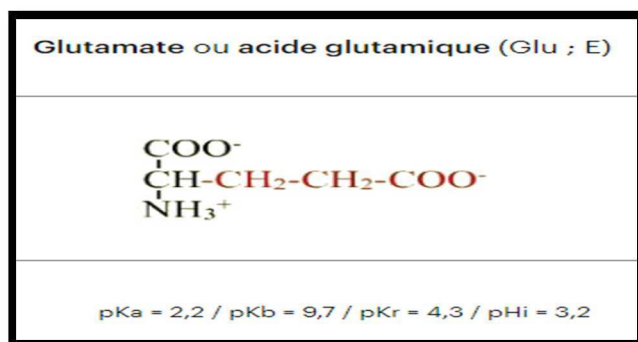 Glutamate ou acide glutamique (Glu ; E)
COO-
CH-CH₂-CH₂-COO-
NH₃⁺
pKa = 2,2 / pKb = 9,7 / pKr = 4,3 / pHi = 3,2